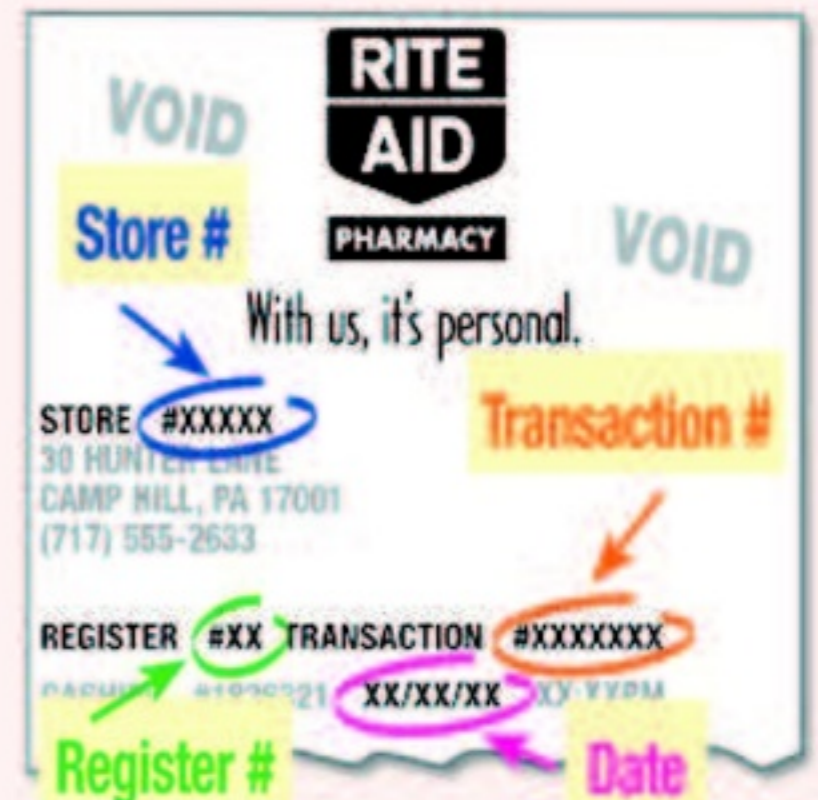 RITE
AID
PHARMACY
VOID
VOID
Store #
With us, it's personal.
Transaction #
STORE #XXXXX
30 HUNTER LANE
CAMP HILL, PA 17001
(717) 555-2633
REGISTER #XX TRANSACTION #XXXXXXX
XX/XX/XX
Register #
Date